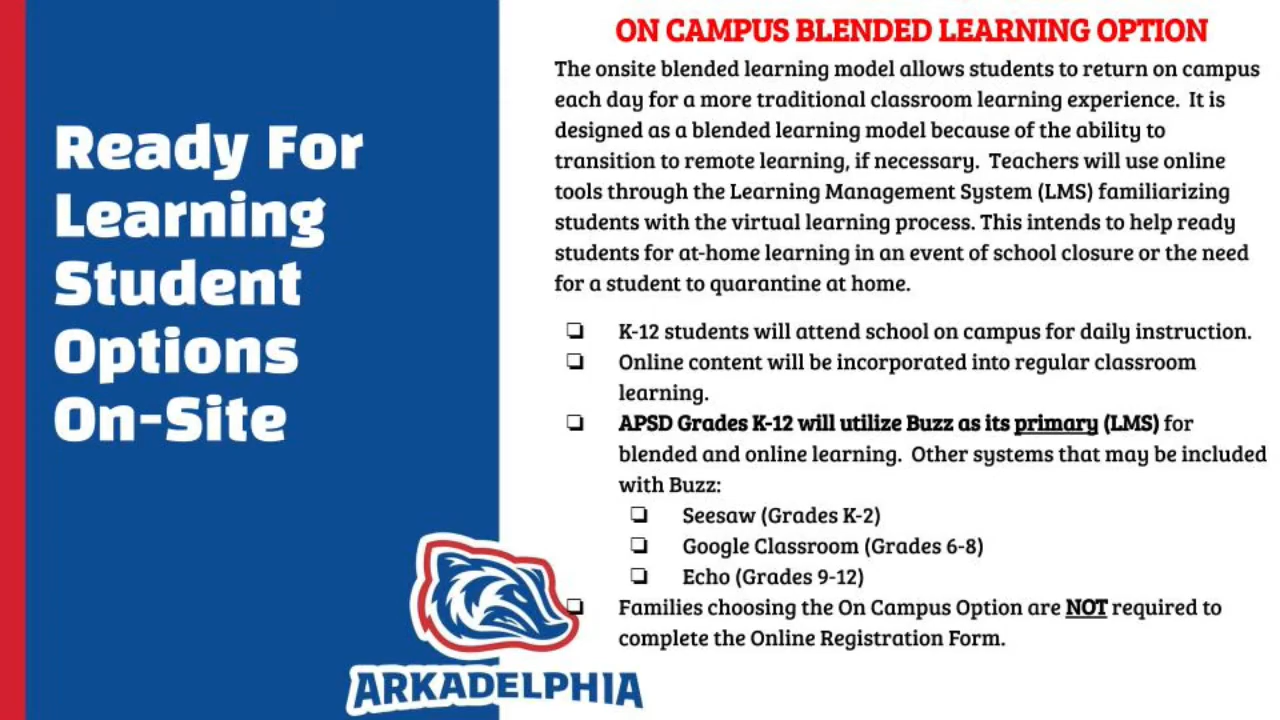 Ready For
Learning
Student
Options
On-Site
ARKADELPHIA
ON CAMPUS BLENDED LEARNING OPTION
The onsite blended learning model allows students to return on campus
each day for a more traditional classroom learning experience. It is
designed as a blended learning model because of the ability to
transition to remote learning, if necessary. Teachers will use online
tools through the Learning Management System (LMS) familiarizing
students with the virtual learning process. This intends to help ready
students for at-home learning in an event of school closure or the need
for a student to quarantine at home.
❏ K-12 students will attend school on campus for daily instruction.
❏ Online content will be incorporated into regular classroom
learning.
❏ APSD Grades K-12 will utilize Buzz as its primary (LMS) for
blended and online learning. Other systems that may be included
with Buzz:
❏ Seesaw (Grades K-2)
❏ Google Classroom (Grades 6-8)
❏ Echo (Grades 9-12)
❏ Families choosing the On Campus Option are NOT required to
complete the Online Registration Form.